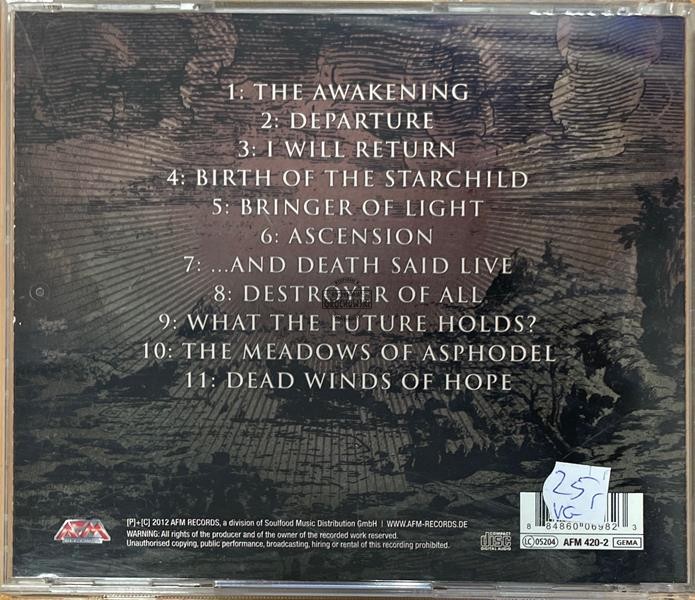 1: THE AWAKENING
2: DEPARTURE
3: I WILL RETURN
4: BIRTH OF THE STARCHILD
5: BRINGER OF LIGHT
6: ASCENSION
7: ...AND DEATH SAID LIVE
8: DESTROYER OF ALL
9: WHAT THE FUTURE HOLDS?
10: THE MEADOWS OF ASPHODEL
11: DEAD WINDS OF HOPE
25,-
VG-
8 84860 06982 3
AFM
RECORDS
[P]+[C] 2012 AFM RECORDS, a division of Soulfood Music Distribution GmbH | WWW.AFM-RECORDS.DE
WARNING: All rights of the producer and of the owner of the recorded work reserved.
Unauthorised copying, public performance, broadcasting, hiring or rental of this recording prohibited.
COMPACT
disc
DIGITAL AUDIO
LC 05204 AFM 420-2 GEMA